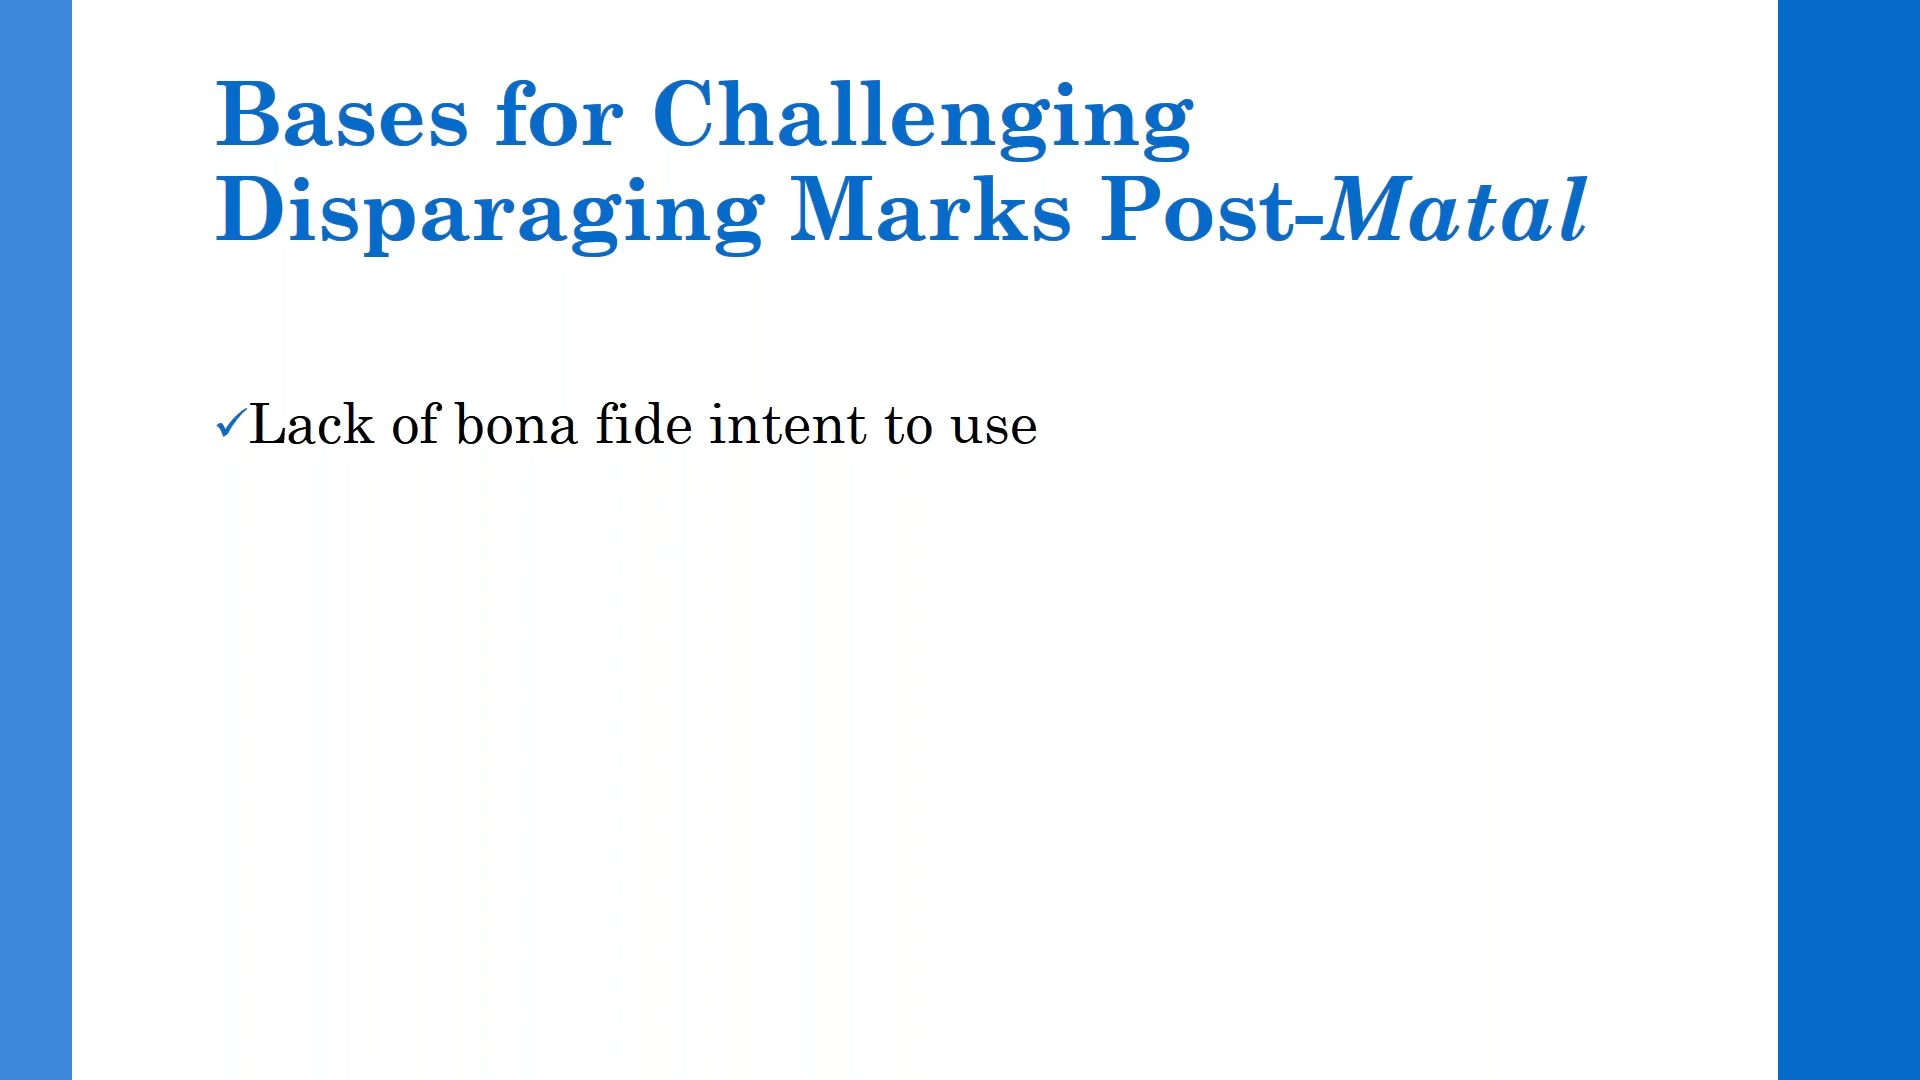 Bases for Challenging
Disparaging Marks Post-Matal
✓Lack of bona fide intent to use